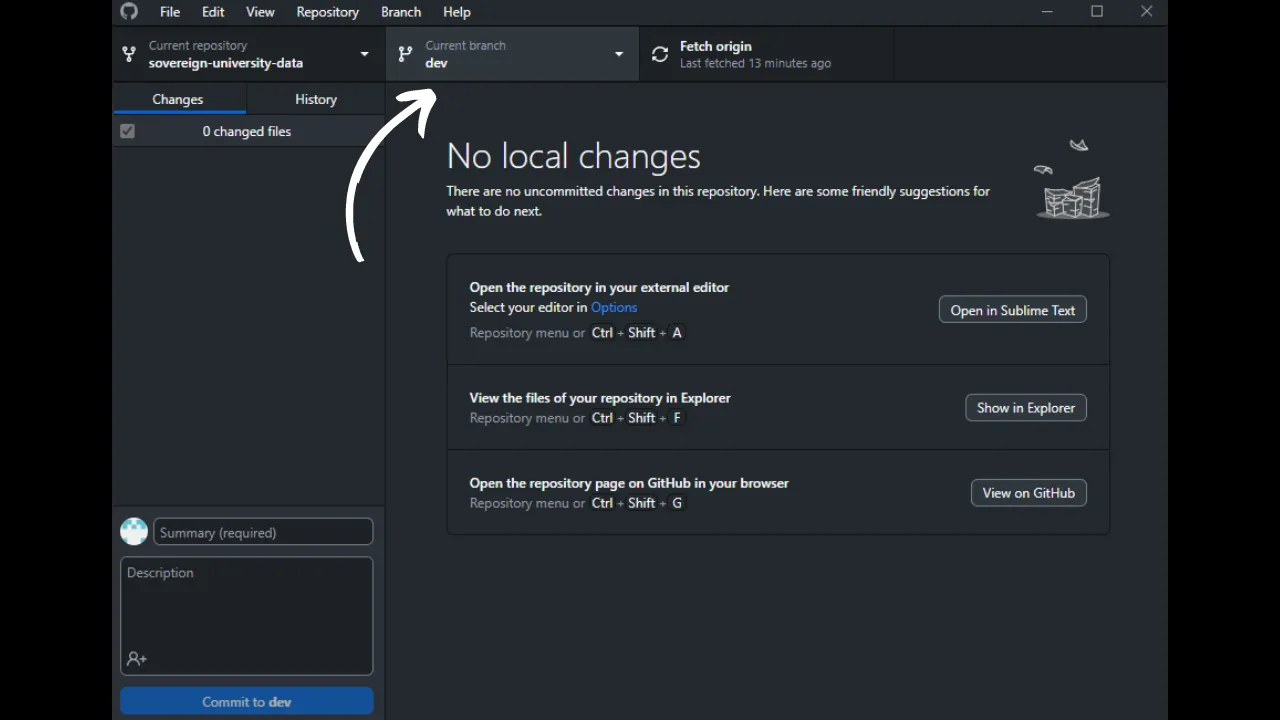 File Edit View Repository Branch Help
Current repository
sovereign-university-data
Current branch
dev
Fetch origin
Last fetched 13 minutes ago
Changes History
0 changed files
No local changes
There are no uncommitted changes in this repository. Here are some friendly suggestions for
what to do next.
Open the repository in your external editor
Select your editor in Options
Repository menu or Ctrl + Shift + A
Open in Sublime Text
View the files of your repository in Explorer
Repository menu or Ctrl + Shift + F
Show in Explorer
Open the repository page on GitHub in your browser
Repository menu or Ctrl + Shift + G
View on GitHub
Summary (required)
Description
Commit to dev